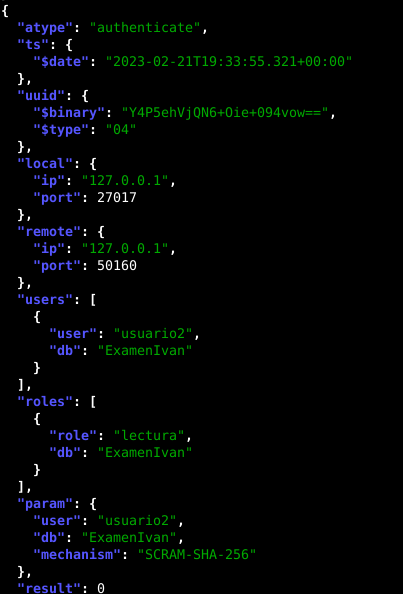 {
"atype": "authenticate",
"ts": {
"$date": "2023-02-21T19:33:55.321+00:00"
},
"uuid": {
"$binary": "Y4P5ehVjQN6+Oie+094vow==",
"$type": "04"
},
"local": {
"ip": "127.0.0.1",
"port": 27017
},
"remote": {
"ip": "127.0.0.1",
"port": 50160
},
"users": [
{
"user": "usuario2",
"db": "ExamenIvan"
}
],
"roles": [
{
"role": "lectura",
"db": "ExamenIvan"
}
],
"param": {
"user": "usuario2",
"db": "ExamenIvan",
"mechanism": "SCRAM-SHA-256"
},
"result": 0